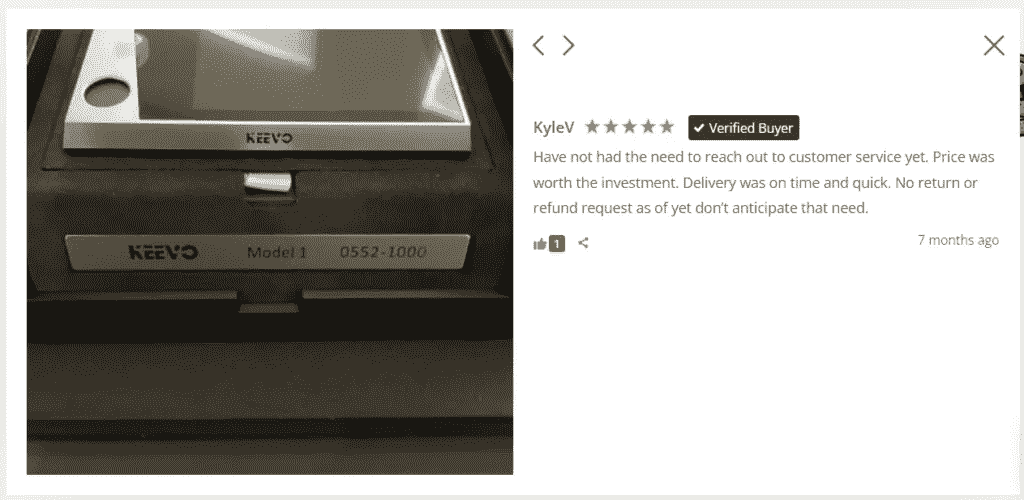 KEEVO
KEEVO Model 1 0552-1000
KyleV Verified Buyer
Have not had the need to reach out to customer service yet. Price was
worth the investment. Delivery was on time and quick. No return or
refund request as of yet don’t anticipate that need.
1
7 months ago